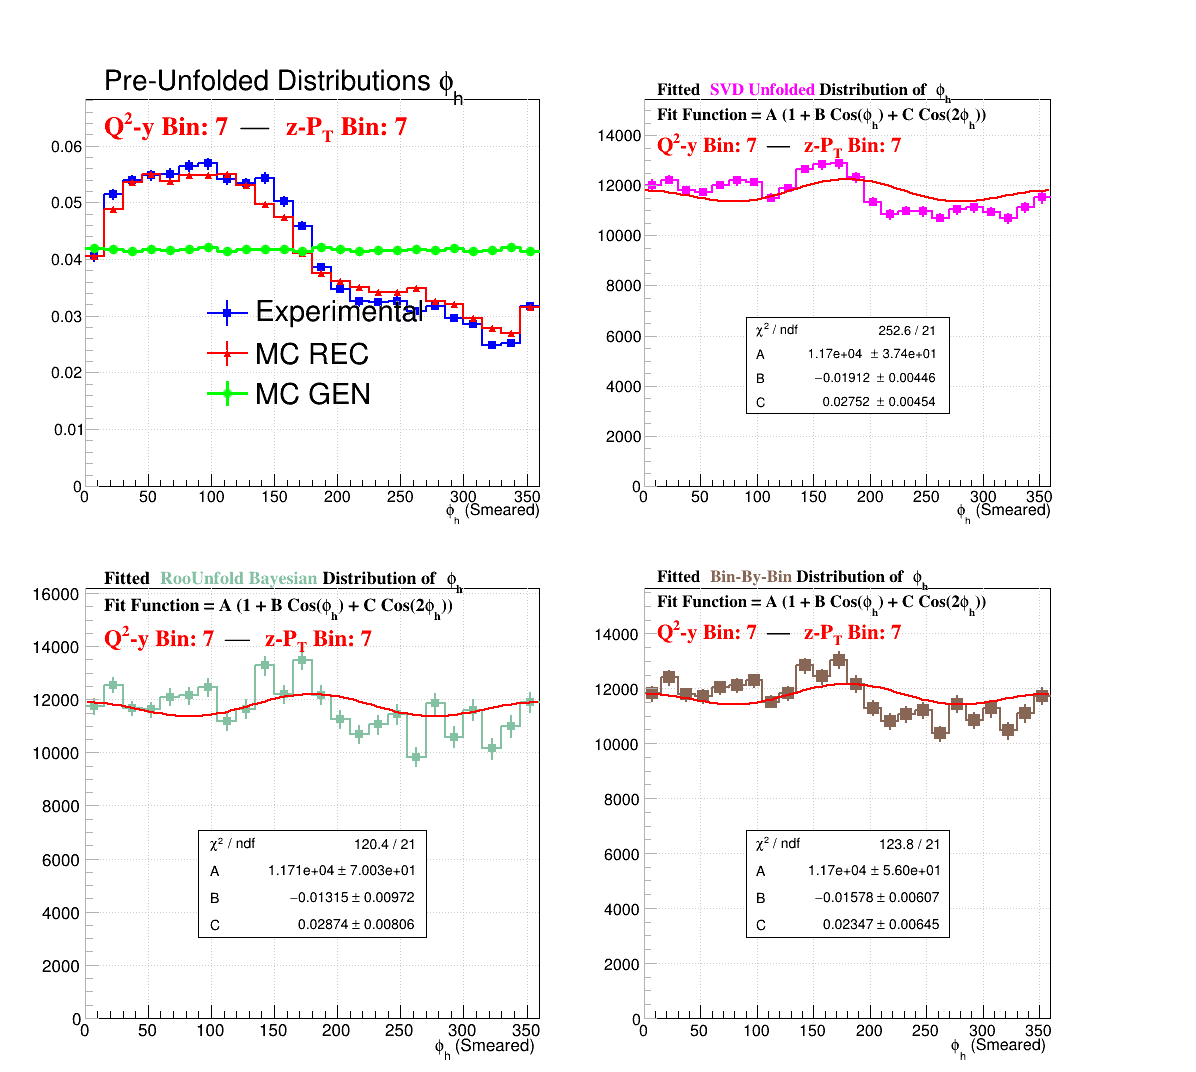 Pre-Unfolded Distributions ϕh
Q2-y Bin: 7 — z-PT Bin: 7
0.06
0.05
0.04
0.03
0.02
0.01
0
Experimental
MC REC
MC GEN
0 50 100 150 200 250 300 350
ϕh (Smeared)
Fitted SVD Unfolded Distribution of ϕh
Fit Function = A (1 + B Cos(ϕh) + C Cos(2ϕh))
Q2-y Bin: 7 — z-PT Bin: 7
14000
12000
10000
8000
6000
4000
2000
0
χ2 / ndf 252.6 / 21
A 1.17e+04 ± 3.74e+01
B −0.01912 ± 0.00446
C 0.02752 ± 0.00454
0 50 100 150 200 250 300 350
ϕh (Smeared)
Fitted RooUnfold Bayesian Distribution of ϕh
Fit Function = A (1 + B Cos(ϕh) + C Cos(2ϕh))
Q2-y Bin: 7 — z-PT Bin: 7
16000
14000
12000
10000
8000
6000
4000
2000
0
χ2 / ndf 120.4 / 21
A 1.171e+04 ± 7.003e+01
B −0.01315 ± 0.00972
C 0.02874 ± 0.00806
0 50 100 150 200 250 300 350
ϕh (Smeared)
Fitted Bin-By-Bin Distribution of ϕh
Fit Function = A (1 + B Cos(ϕh) + C Cos(2ϕh))
Q2-y Bin: 7 — z-PT Bin: 7
14000
12000
10000
8000
6000
4000
2000
0
χ2 / ndf 123.8 / 21
A 1.17e+04 ± 5.60e+01
B −0.01578 ± 0.00607
C 0.02347 ± 0.00645
0 50 100 150 200 250 300 350
ϕh (Smeared)